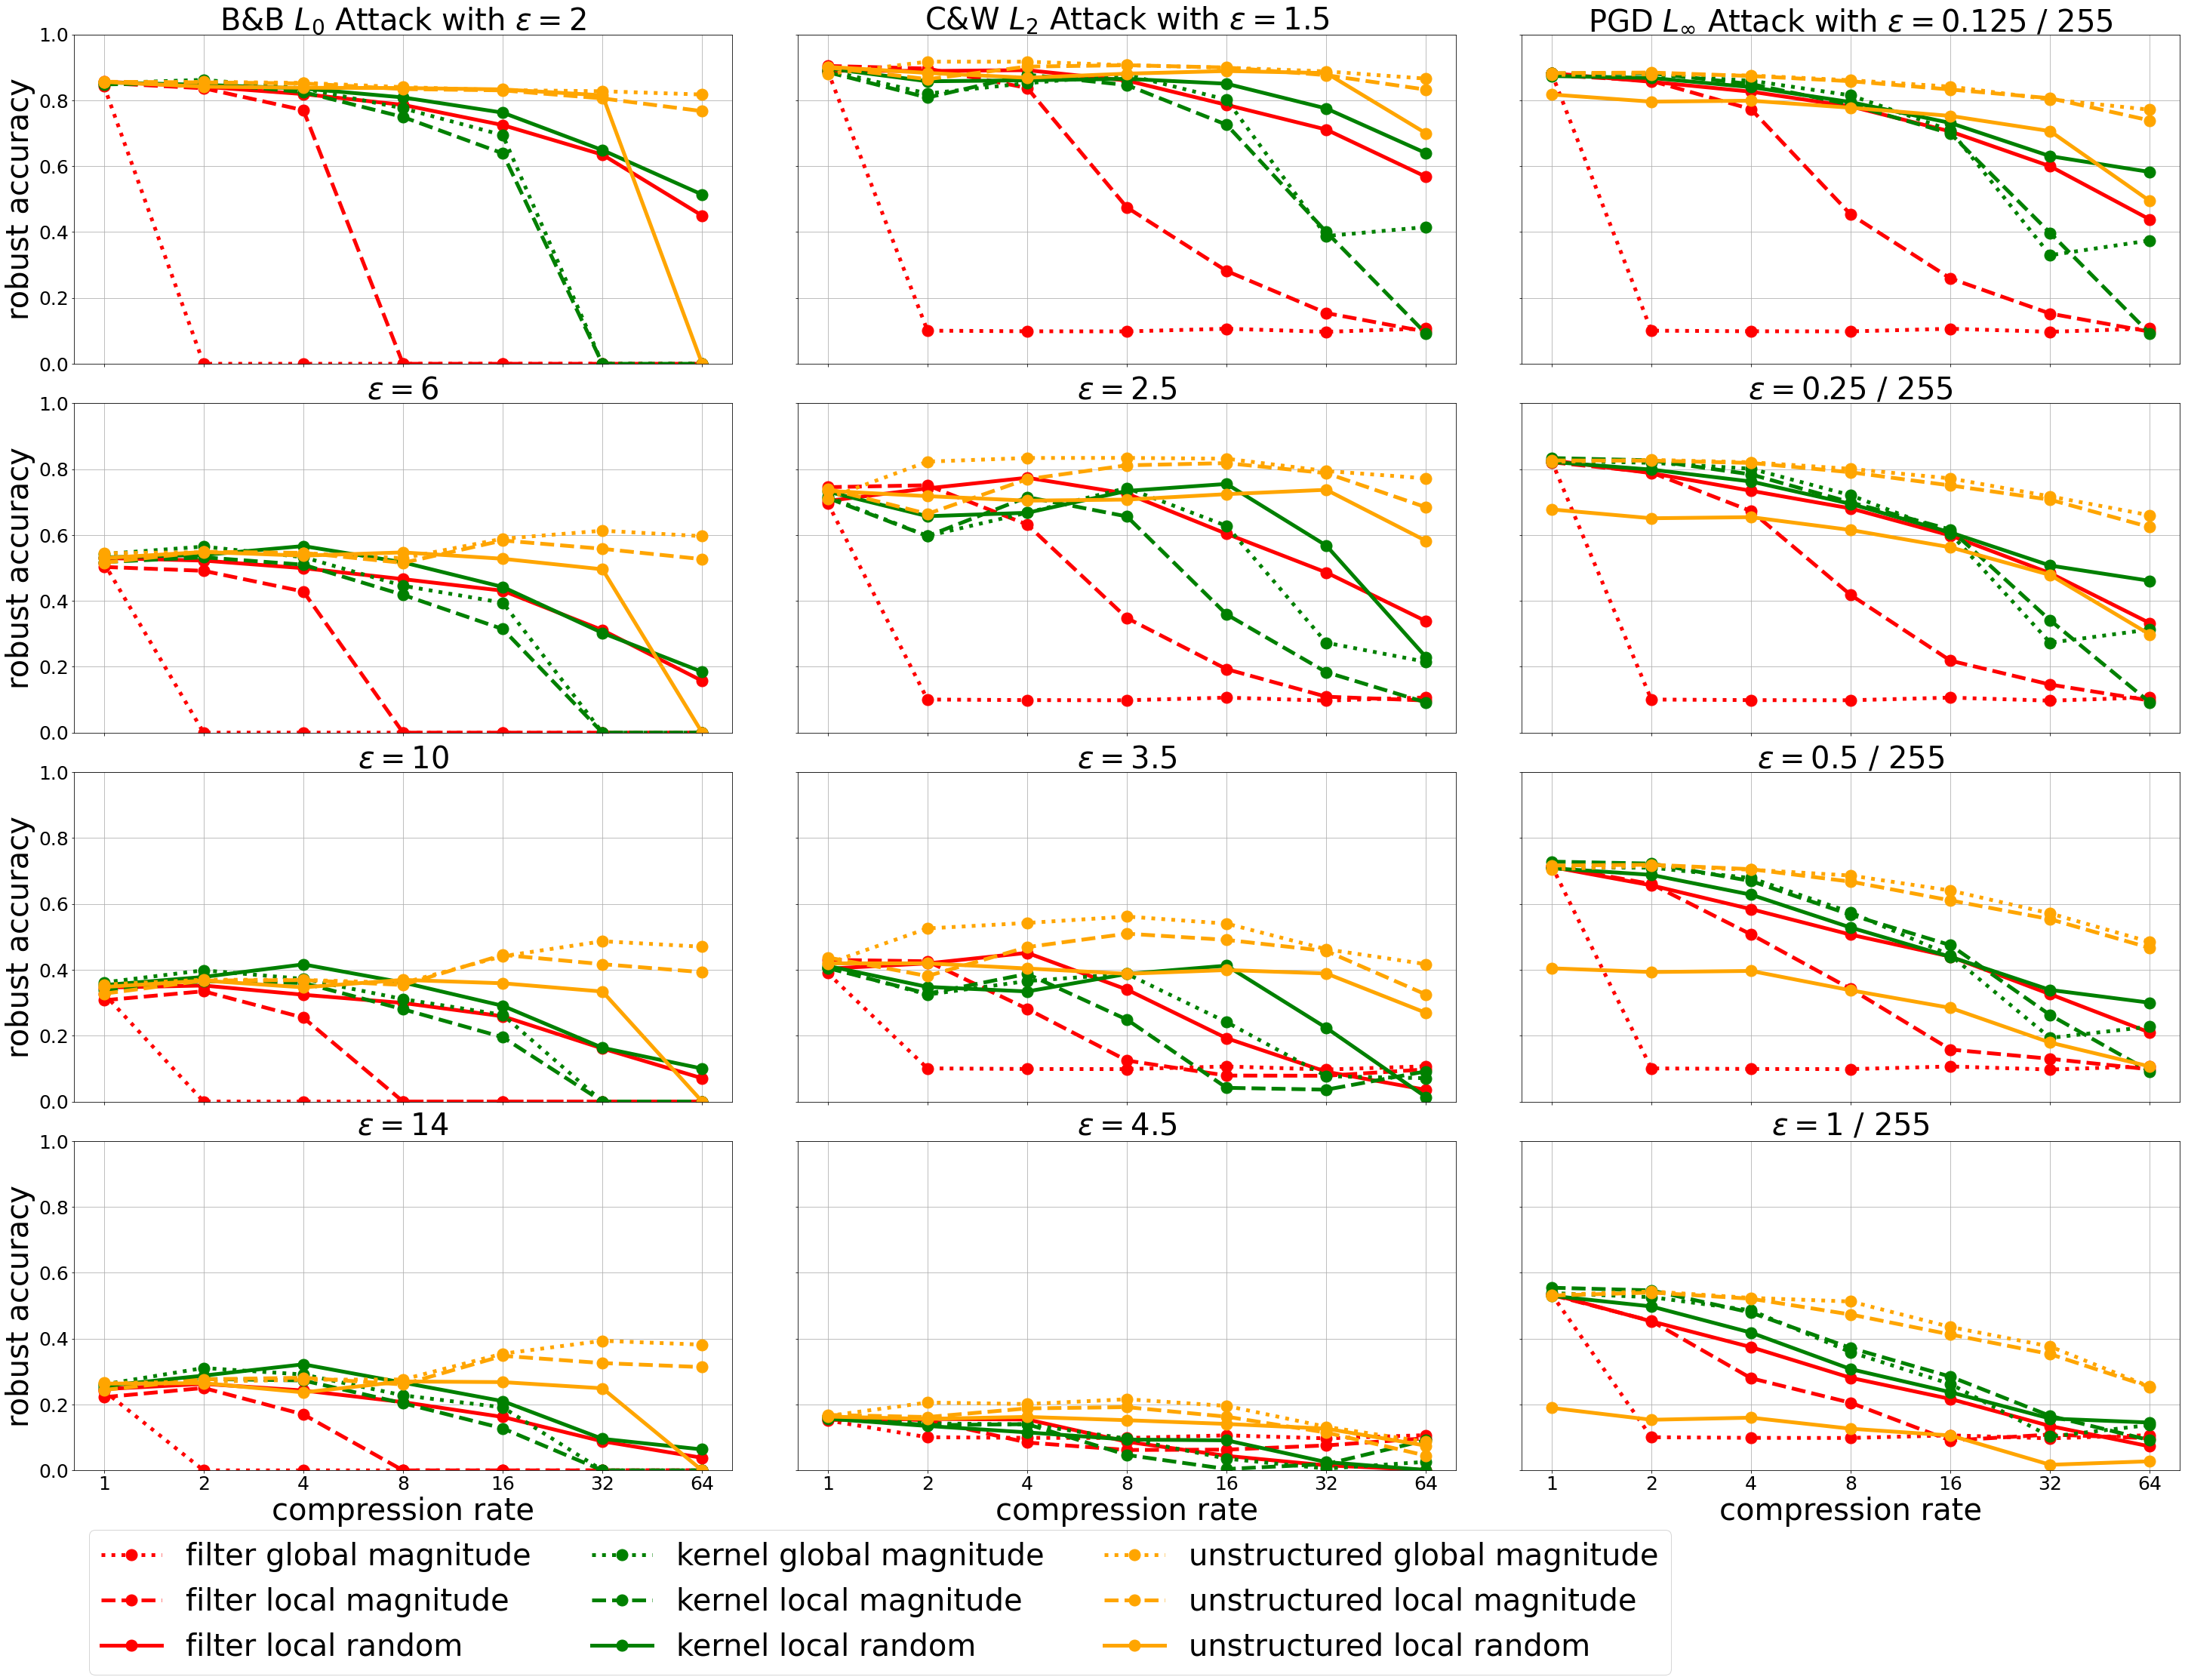 B&B L₀ Attack with ε = 2
C&W L₂ Attack with ε = 1.5
PGD L∞ Attack with ε = 0.125 / 255
1.0
0.8
0.6
0.4
0.2
0.0
robust accuracy
ε = 6
ε = 2.5
ε = 0.25 / 255
1.0
0.8
0.6
0.4
0.2
0.0
robust accuracy
ε = 10
ε = 3.5
ε = 0.5 / 255
1.0
0.8
0.6
0.4
0.2
0.0
robust accuracy
ε = 14
ε = 4.5
ε = 1 / 255
1.0
0.8
0.6
0.4
0.2
0.0
robust accuracy
1 2 4 8 16 32 64
1 2 4 8 16 32 64
1 2 4 8 16 32 64
compression rate
compression rate
compression rate
filter global magnitude
filter local magnitude
filter local random
kernel global magnitude
kernel local magnitude
kernel local random
unstructured global magnitude
unstructured local magnitude
unstructured local random